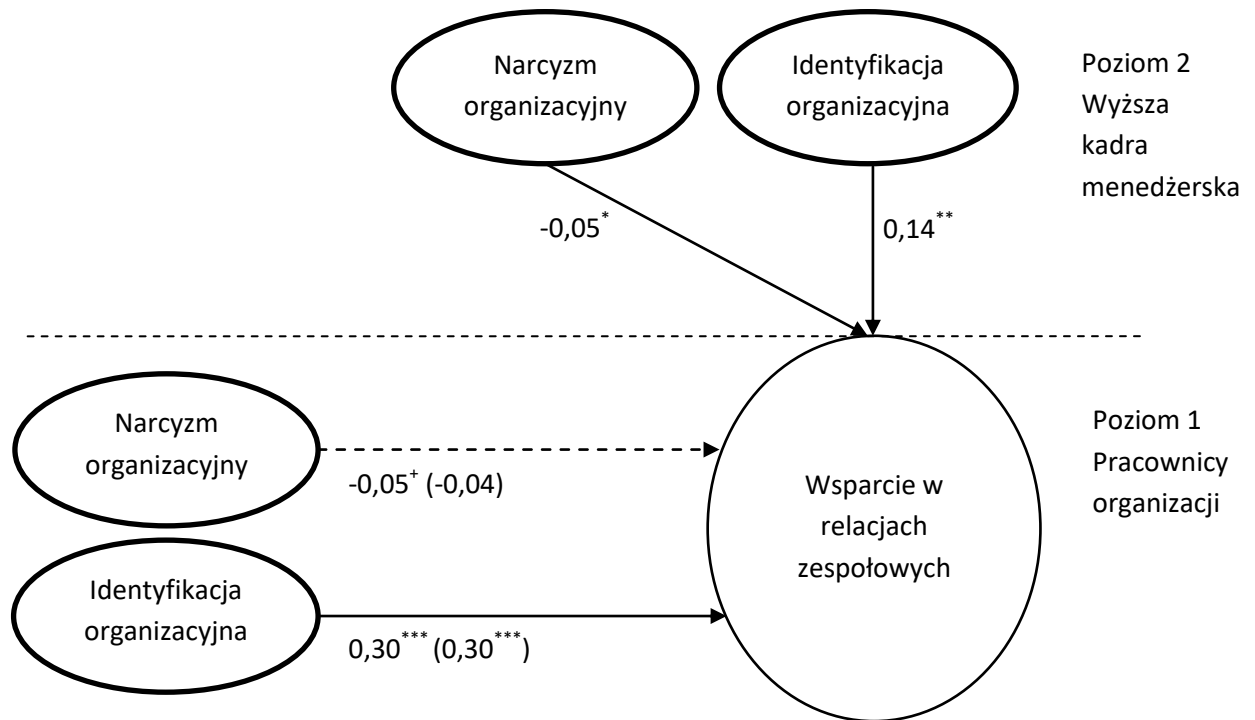 Narcyzm
organizacyjny
Identyfikacja
organizacyjna
Poziom 2
Wyższa
kadra
menedżerska
-0,05*
0,14**
Narcyzm
organizacyjny
-0,05+ (-0,04)
Identyfikacja
organizacyjna
0,30*** (0,30***)
Wsparcie w
relacjach
zespołowych
Poziom 1
Pracownicy
organizacji